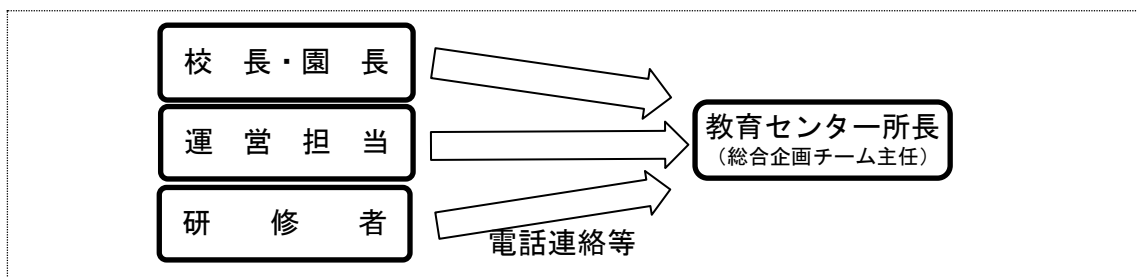 校長・園長
運営担当
研修者
教育センター所長
(総合企画チーム主任)
電話連絡等